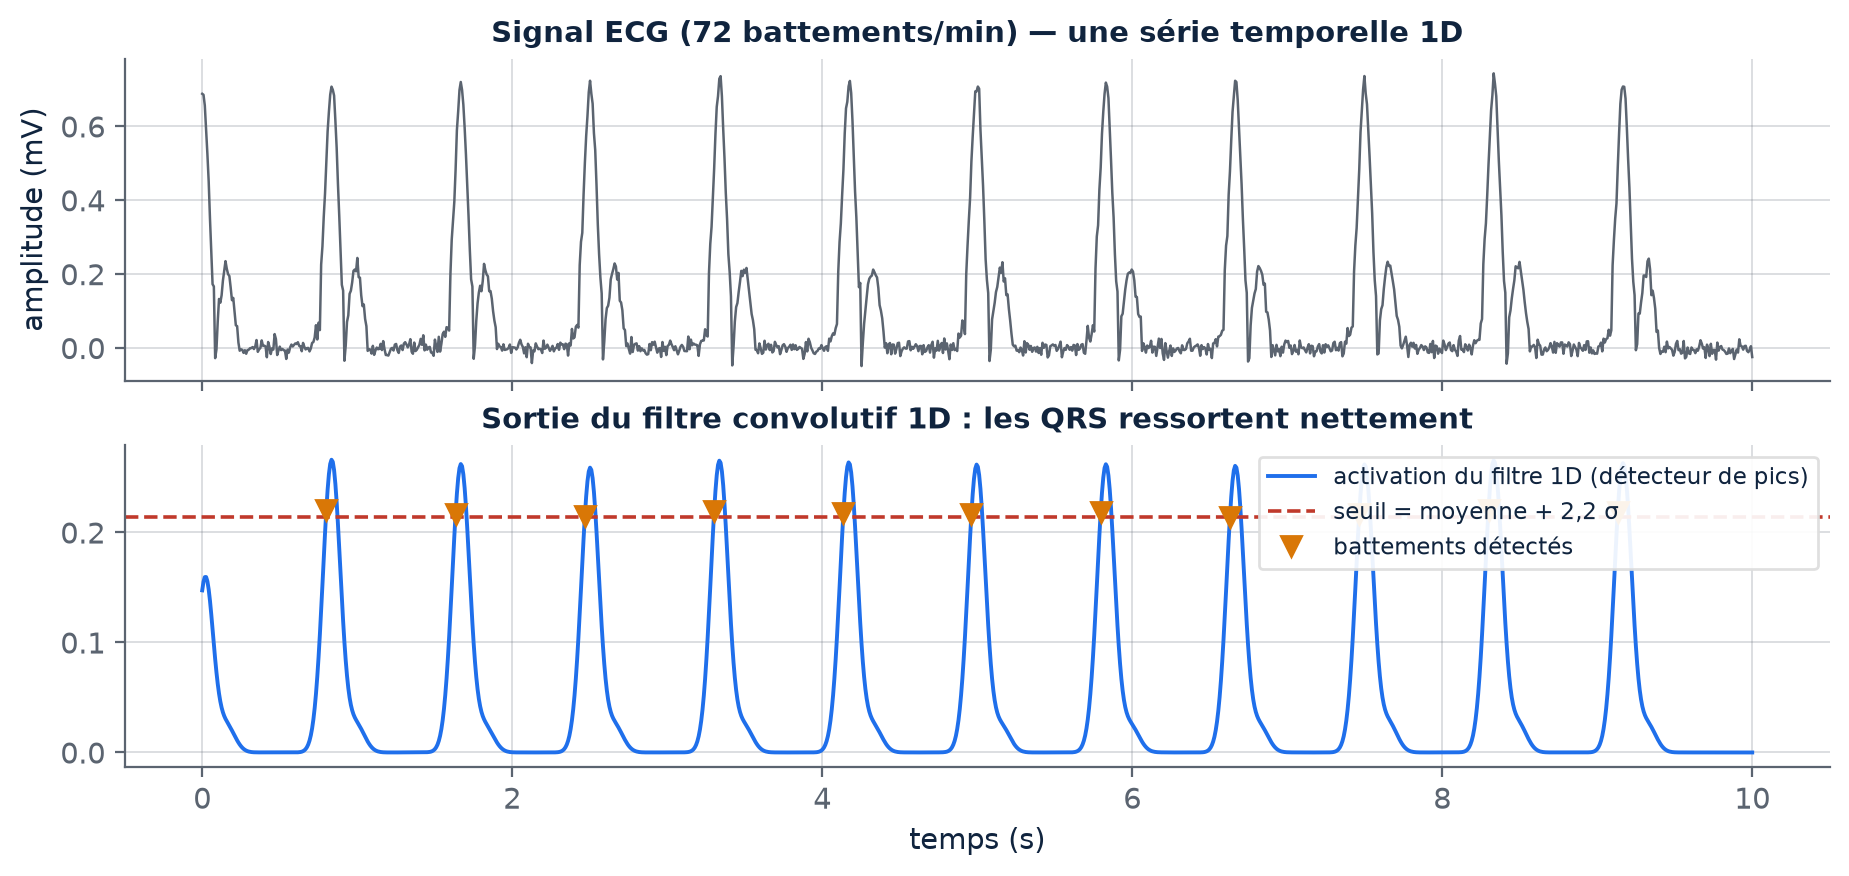 Signal ECG (72 battements/min) — une série temporelle 1D
amplitude (mV)
0.6
0.4
0.2
0.0
Sortie du filtre convolutif 1D : les QRS ressortent nettement
activation du filtre 1D (détecteur de pics)
seuil = moyenne + 2,2 σ
battements détectés
0.2
0.1
0.0
0 2 4 6 8 10
temps (s)